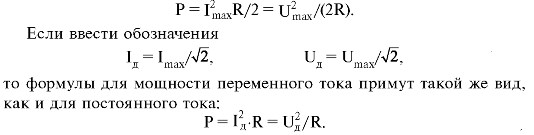 P = I²maxR/2 = U²max/(2R).
Если ввести обозначения
Iд = Imax/√2, Uд = Umax/√2,
то формулы для мощности переменного тока примут такой же вид,
как и для постоянного тока:
P = I²д·R = U²д/R.